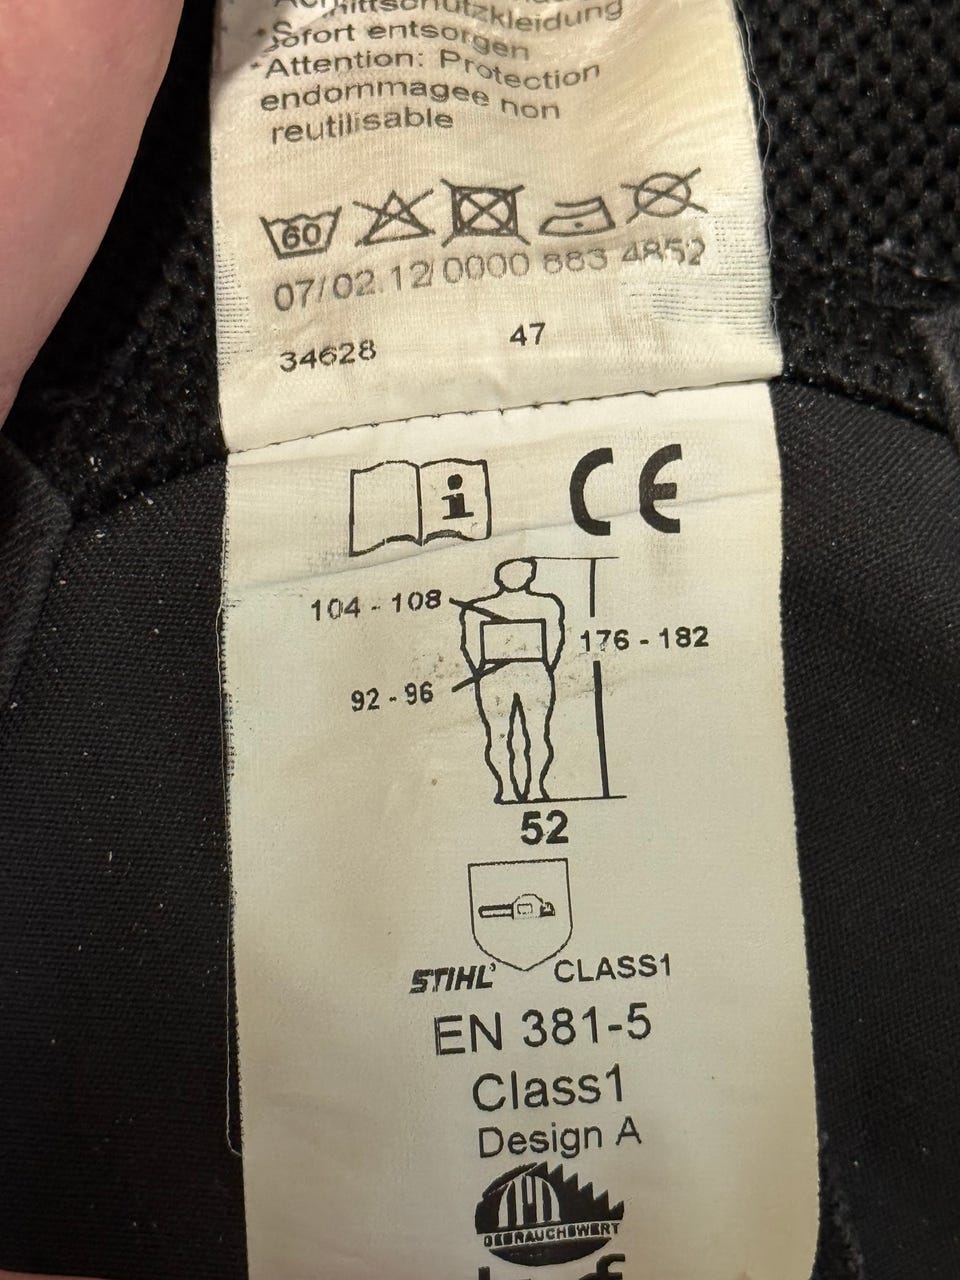 Schnittschutzkleidung
*Sofort entsorgen
*Attention: Protection
endommagee non
reutilisable
60
07/02.12/0000 883 4852
34628 47
i CE
104 - 108
176 - 182
92 - 96
52
STIHL CLASS1
EN 381-5
Class1
Design A
GEBRAUCHSWERT